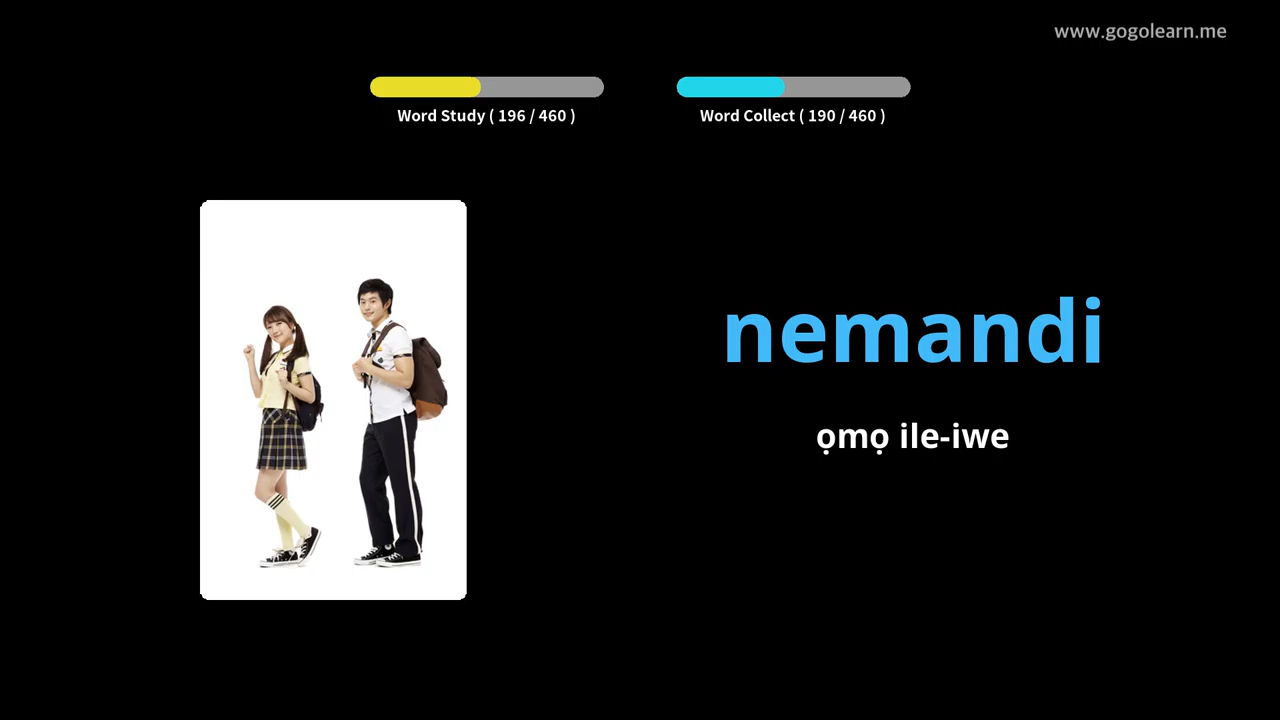 www.gogolearn.me
Word Study ( 196 / 460 )
Word Collect ( 190 / 460 )
nemandi
ọmọ ile-iwe